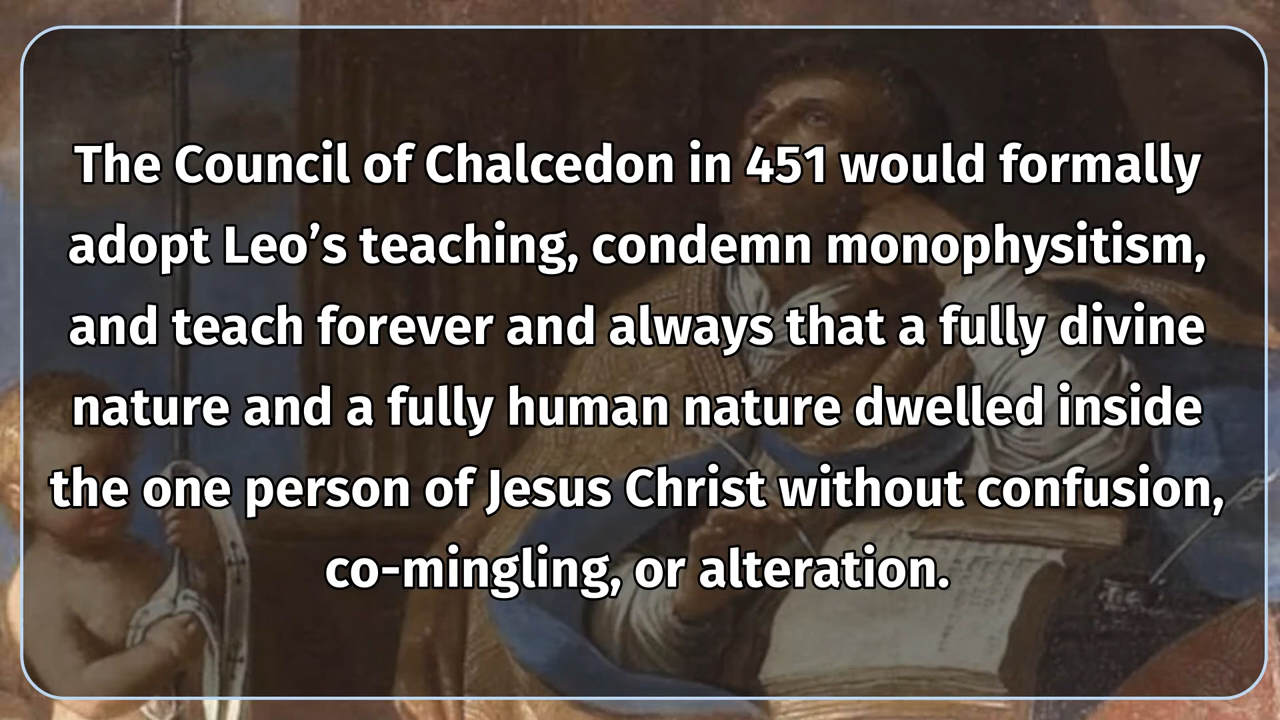 The Council of Chalcedon in 451 would formally
adopt Leo’s teaching, condemn monophysitism,
and teach forever and always that a fully divine
nature and a fully human nature dwelled inside
the one person of Jesus Christ without confusion,
co-mingling, or alteration.